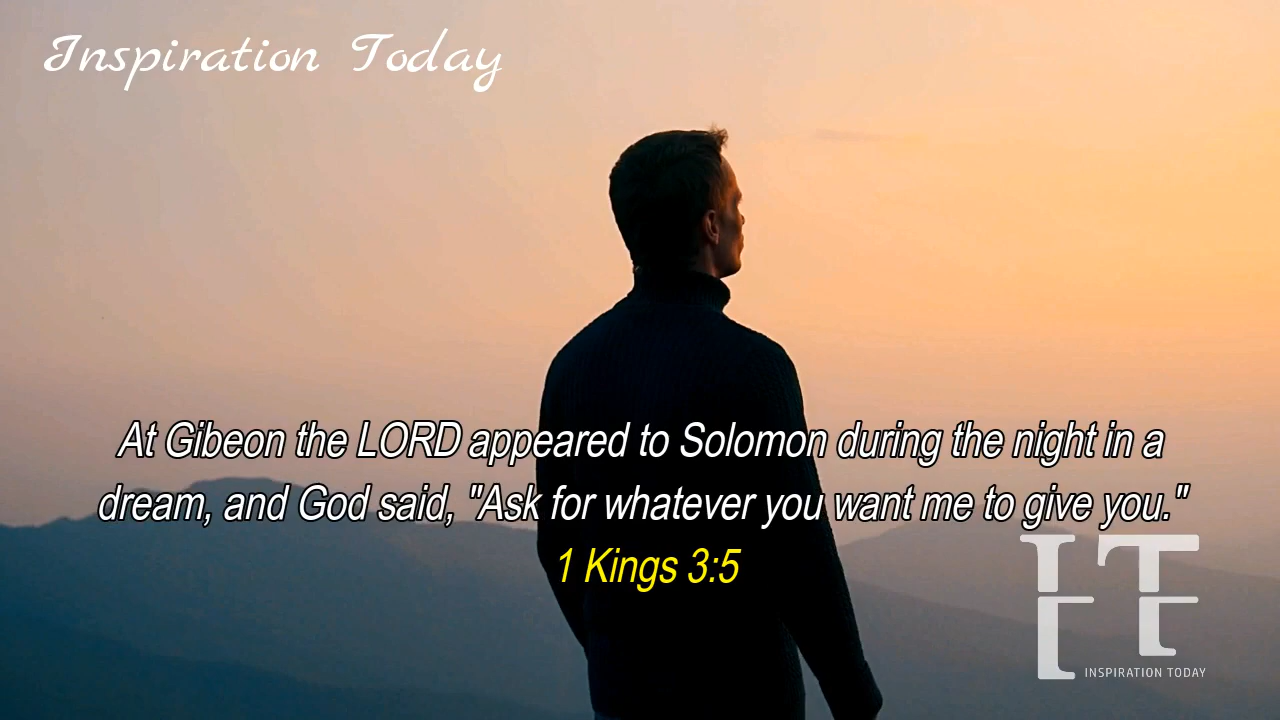 Inspiration Today
At Gibeon the LORD appeared to Solomon during the night in a
dream, and God said, "Ask for whatever you want me to give you."
1 Kings 3:5
IT
INSPIRATION TODAY